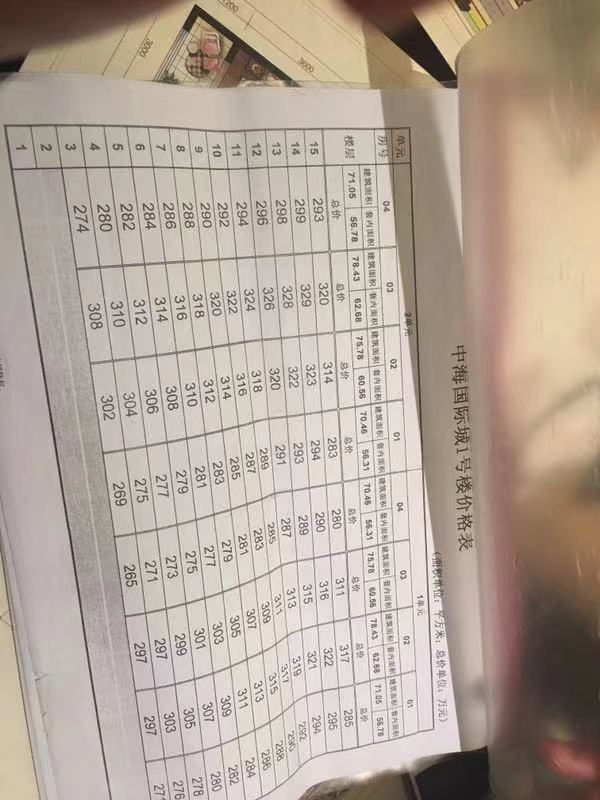 中海国际城1号楼价格表
(面积单位：平方米；总价单位：万元)
单元 2单元 1单元
房号 04 03 02 01 04 03 02 01
楼层 建筑面积 套内面积 建筑面积 套内面积 建筑面积 套内面积 建筑面积 套内面积 建筑面积 套内面积 建筑面积 套内面积 建筑面积 套内面积 建筑面积 套内面积
71.05 56.78 78.43 62.68 75.78 60.56 70.46 56.31 70.46 56.31 75.78 60.56 78.43 62.68 71.05 56.78
总价 总价 总价 总价 总价 总价 总价 总价
15 293 320 314 283 280 311 317 285
14 299 329 323 294 290 316 322 295
13 298 328 322 293 289 315 321 294
12 296 326 320 291 287 313 319 292
11 294 324 318 289 285 311 317 290
10 292 322 316 287 283 309 315 288
9 290 320 314 285 281 307 313 286
8 288 318 312 283 279 305 311 284
7 286 316 310 281 277 303 309 282
6 284 314 308 279 275 301 307 280
5 282 312 306 277 273 299 305 278
4 280 310 304 275 271 297 303 276
3 274 308 302 269 265 297 297 271
2
1
3600
1200
3000